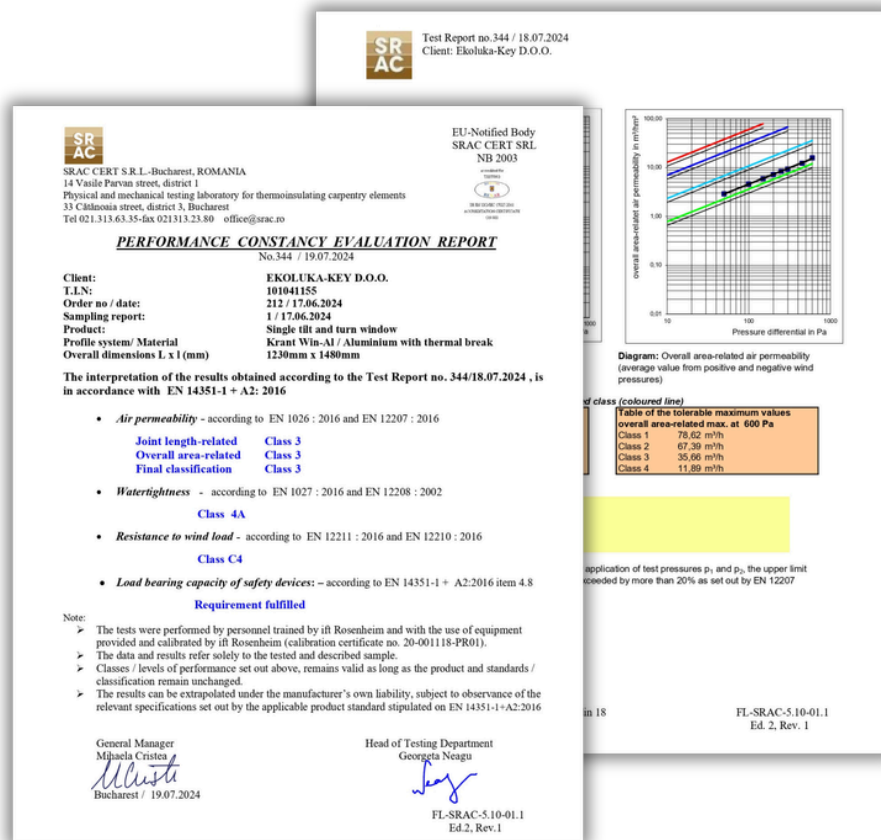 SR
AC
Test Report no.344 / 18.07.2024
Client: Ekoluka-Key D.O.O.
SR
AC
EU-Notified Body
SRAC CERT SRL
NB 2003
SRAC CERT S.R.L.-Bucharest, ROMANIA
14 Vasile Parvan street, district 1
Physical and mechanical testing laboratory for thermoinsulating carpentry elements
33 Cătănoaia street, district 3, Bucharest
Tel 021.313.63.35-fax 021313.23.80 office@srac.ro
PERFORMANCE CONSTANCY EVALUATION REPORT
No.344 / 19.07.2024
Client: EKOLUKA-KEY D.O.O.
T.I.N: 101041155
Order no / date: 212 / 17.06.2024
Sampling report: 1 / 17.06.2024
Product: Single tilt and turn window
Profile system/ Material Krant Win-Al / Aluminium with thermal break
Overall dimensions L x l (mm) 1230mm x 1480mm
The interpretation of the results obtained according to the Test Report no. 344/18.07.2024 , is
in accordance with EN 14351-1 + A2: 2016
• Air permeability - according to EN 1026 : 2016 and EN 12207 : 2016
Joint length-related Class 3
Overall area-related Class 3
Final classification Class 3
• Watertightness - according to EN 1027 : 2016 and EN 12208 : 2002
Class 4A
• Resistance to wind load - according to EN 12211 : 2016 and EN 12210 : 2016
Class C4
• Load bearing capacity of safety devices: – according to EN 14351-1 + A2:2016 item 4.8
Requirement fulfilled
Note:
➢ The tests were performed by personnel trained by ift Rosenheim and with the use of equipment
provided and calibrated by ift Rosenheim (calibration certificate no. 20-001118-PR01).
➢ The data and results refer solely to the tested and described sample.
➢ Classes / levels of performance set out above, remains valid as long as the product and standards /
classification remain unchanged.
➢ The results can be extrapolated under the manufacturer's own liability, subject to observance of the
relevant specifications set out by the applicable product standard stipulated on EN 14351-1+A2:2016
General Manager
Mihaela Cristea
Bucharest / 19.07.2024
Head of Testing Department
Georgeta Neagu
FL-SRAC-5.10-01.1
Ed.2, Rev.1
overall area-relatet air permeability in m³/hm²
100,00
10,00
1,00
0,10
0,01
10
100
1000
Pressure differential in Pa
Diagram: Overall area-related air permeability
(average value from positive and negative wind
pressures)
class (coloured line)
Table of the tolerable maximum values
overall area-related max. at 600 Pa
Class 1 78,62 m³/h
Class 2 67,39 m³/h
Class 3 35,66 m³/h
Class 4 11,89 m³/h
application of test pressures p₁ and p₂, the upper limit
exceeded by more than 20% as set out by EN 12207
in 18
FL-SRAC-5.10-01.1
Ed. 2, Rev. 1